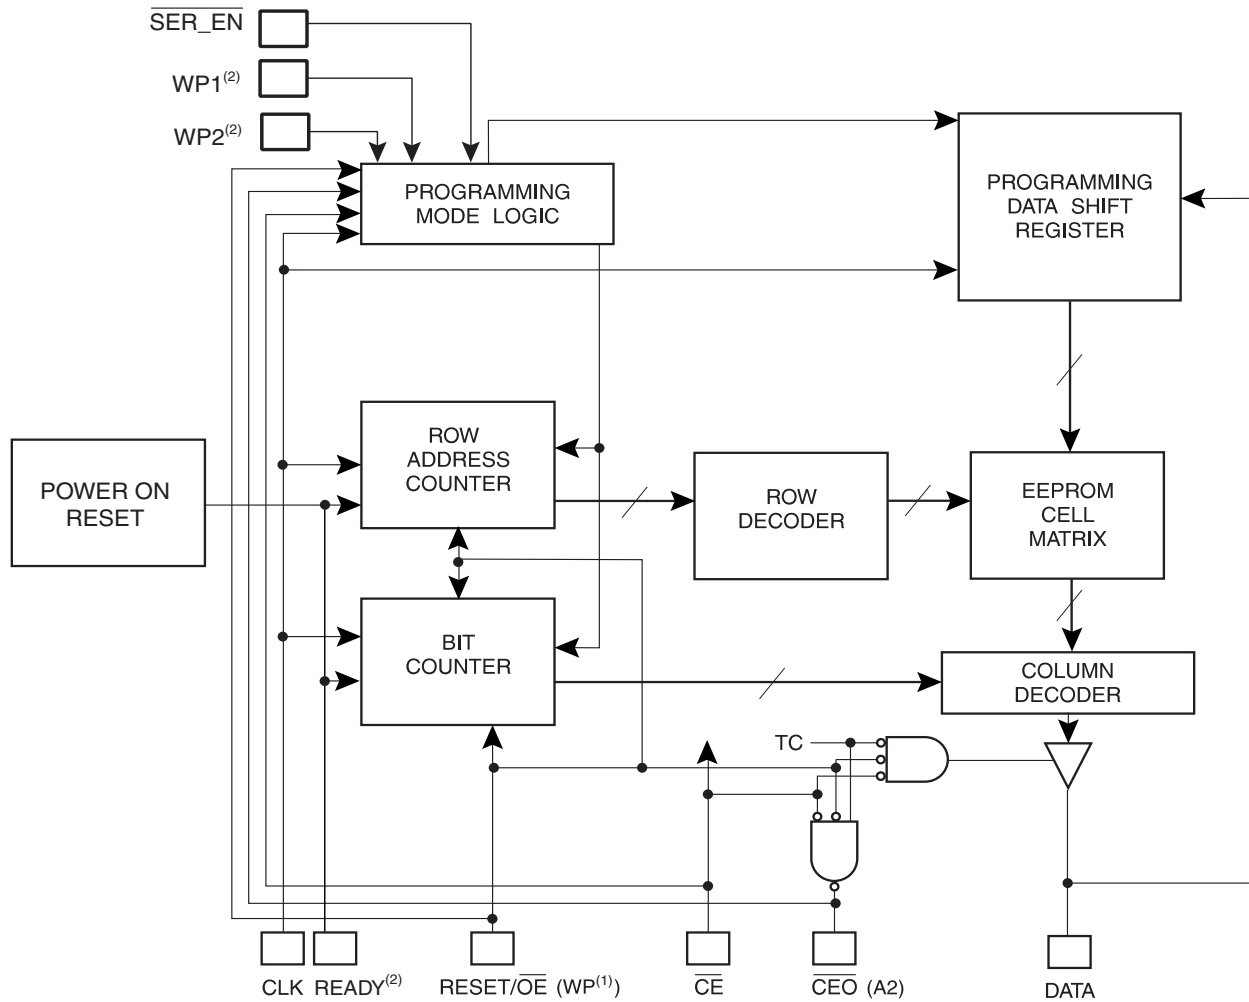 SER_EN
WP1(2)
WP2(2)
PROGRAMMING
MODE LOGIC
PROGRAMMING
DATA SHIFT
REGISTER
POWER ON
RESET
ROW
ADDRESS
COUNTER
ROW
DECODER
EEPROM
CELL
MATRIX
BIT
COUNTER
COLUMN
DECODER
TC
CLK
READY(2)
RESET/OE (WP(1))
CE
CEO (A2)
DATA